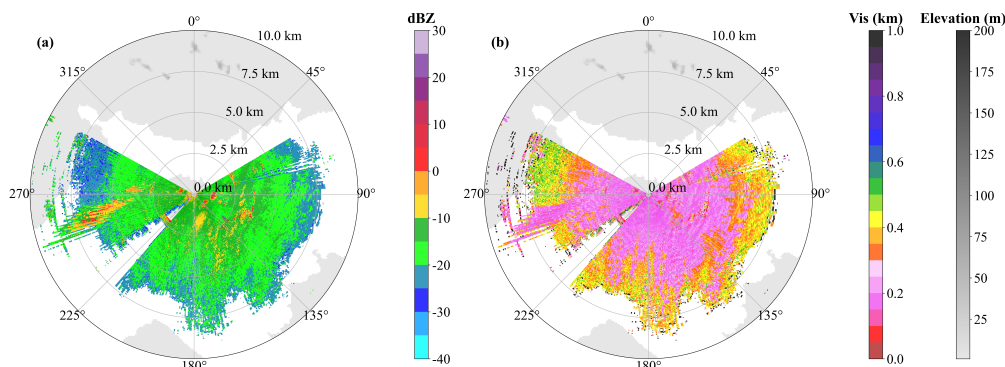 dBZ
Vis (km)
Elevation (m)
(a)
0°
10.0 km
7.5 km
5.0 km
2.5 km
0.0 km
45°
90°
135°
180°
225°
270°
315°
30
20
10
0
-10
-20
-30
-40
(b)
0°
10.0 km
7.5 km
5.0 km
2.5 km
0.0 km
45°
90°
135°
180°
225°
270°
315°
1.0
0.8
0.6
0.4
0.2
0.0
200
175
150
125
100
75
50
25